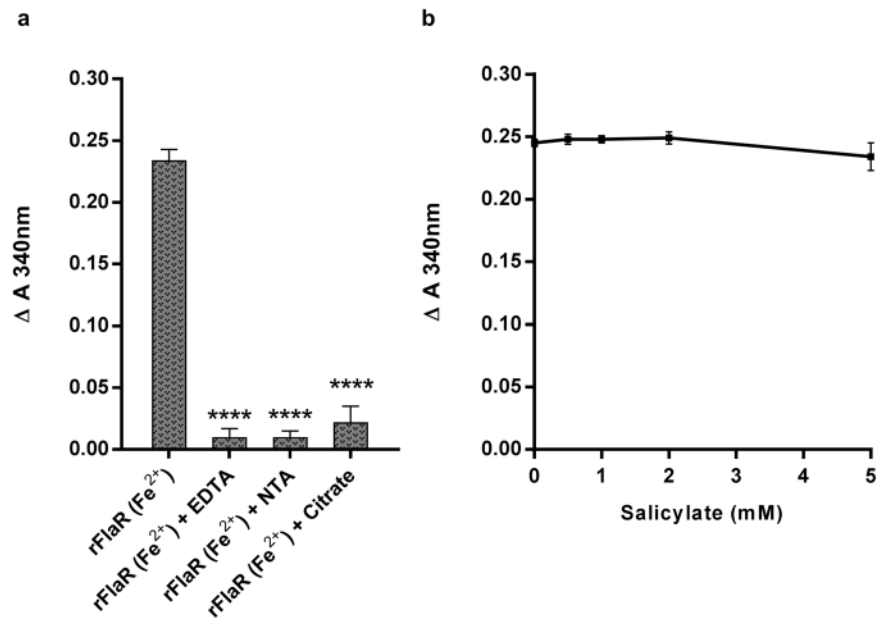 a
0.30
0.25
0.20
0.15
0.10
0.05
0.00
Δ A 340nm
****
****
****
rFlaR (Fe²⁺)
rFlaR (Fe²⁺) + EDTA
rFlaR (Fe²⁺) + NTA
rFlaR (Fe²⁺) + Citrate
b
0.30
0.25
0.20
0.15
0.10
0.05
0.00
Δ A 340nm
0 1 2 3 4 5
Salicylate (mM)